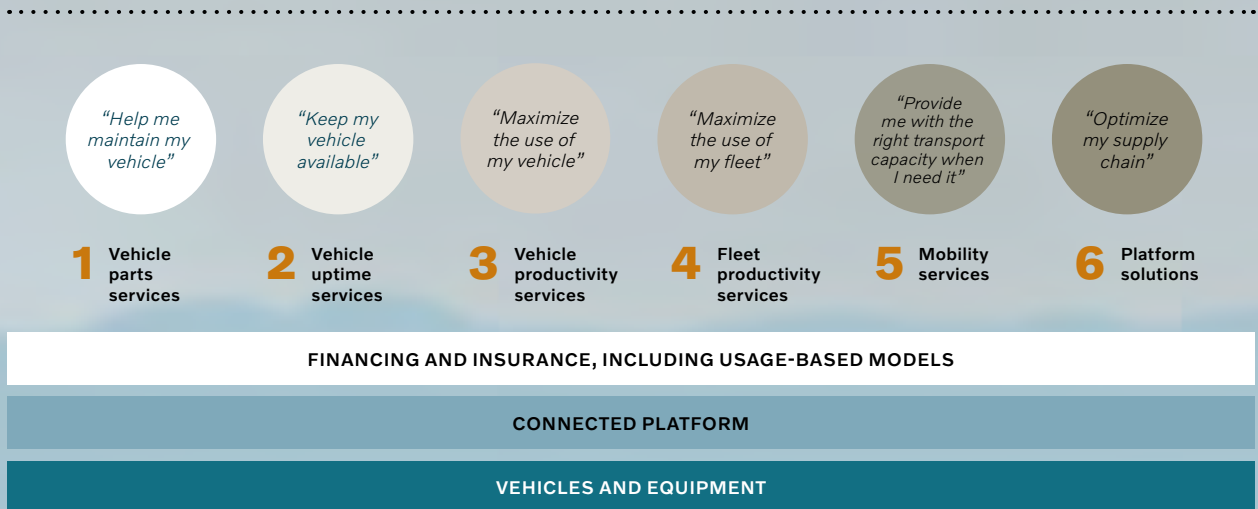 “Help me
maintain my
vehicle”
“Keep my
vehicle
available”
“Maximize
the use of
my vehicle”
“Maximize
the use of
my fleet”
“Provide
me with the
right transport
capacity when
I need it”
“Optimize
my supply
chain”
1 Vehicle
parts
services
2 Vehicle
uptime
services
3 Vehicle
productivity
services
4 Fleet
productivity
services
5 Mobility
services
6 Platform
solutions
FINANCING AND INSURANCE, INCLUDING USAGE-BASED MODELS
CONNECTED PLATFORM
VEHICLES AND EQUIPMENT